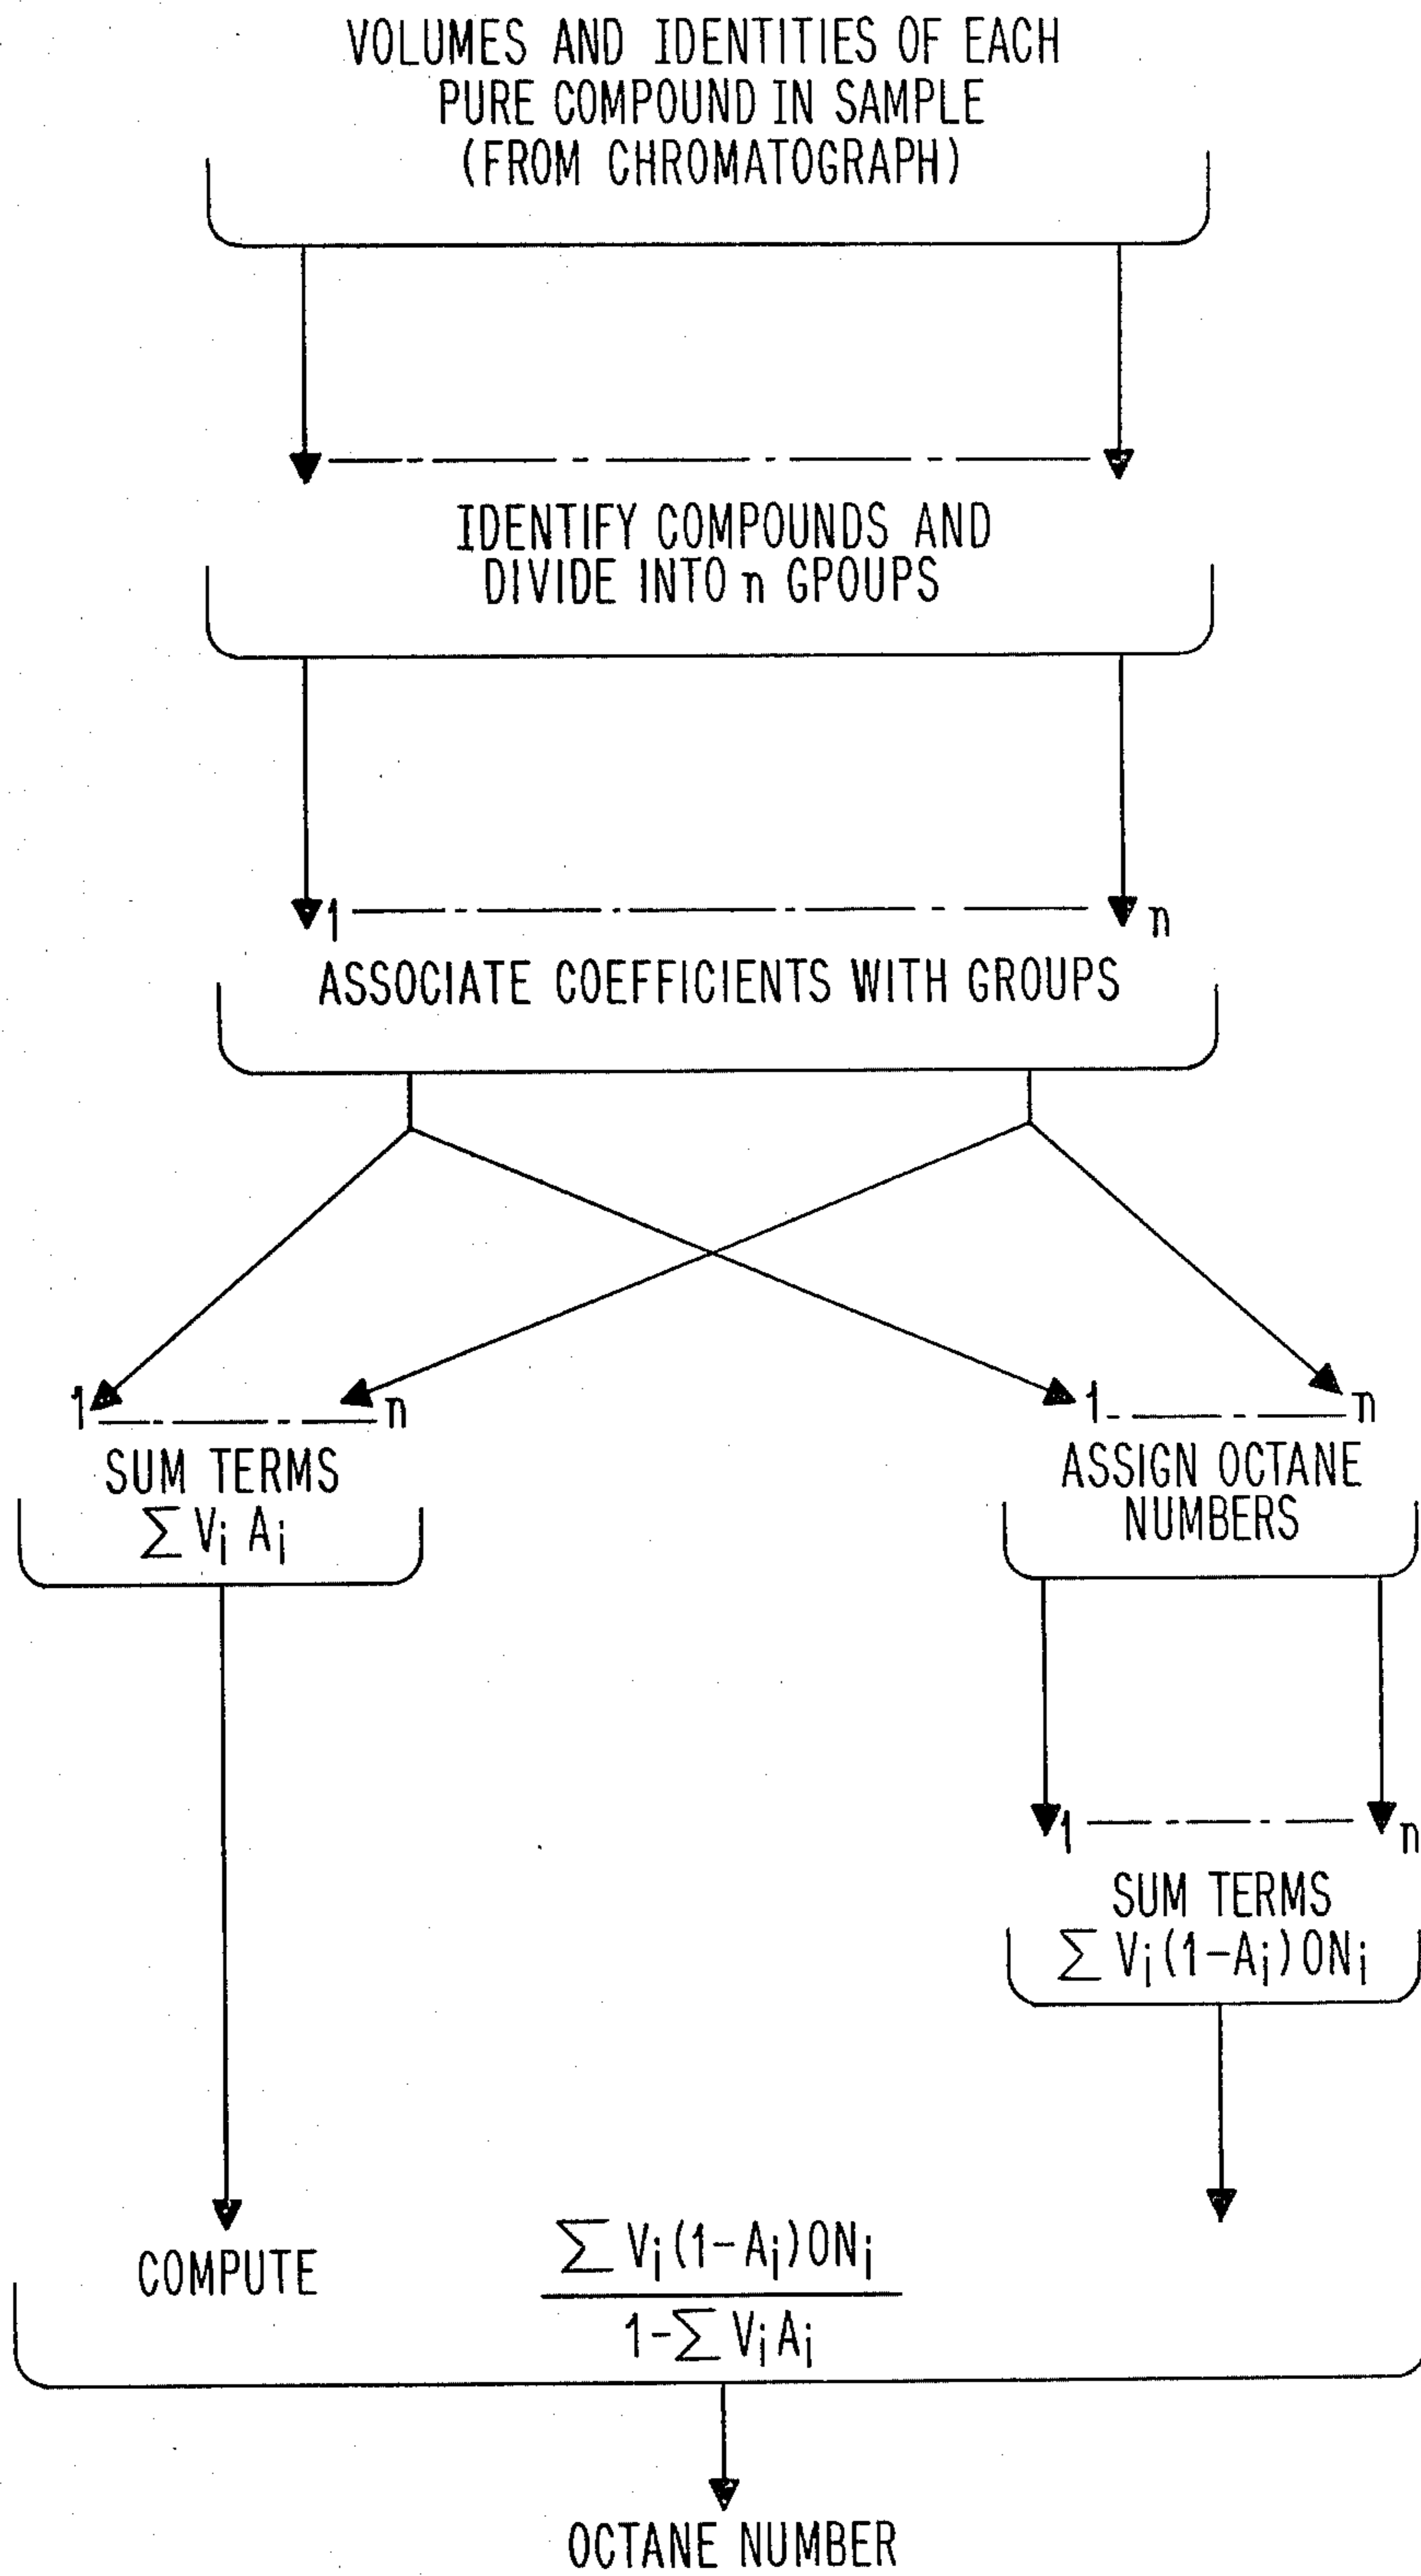 VOLUMES AND IDENTITIES OF EACH
PURE COMPOUND IN SAMPLE
(FROM CHROMATOGRAPH)
IDENTIFY COMPOUNDS AND
DIVIDE INTO n GPOUPS
1 n
ASSOCIATE COEFFICIENTS WITH GROUPS
1 n
SUM TERMS
∑ Vi Ai
1 n
ASSIGN OCTANE
NUMBERS
1 n
SUM TERMS
∑ Vi(1-Ai)ONi
COMPUTE
∑ Vi(1-Ai)ONi
1-∑ ViAi
OCTANE NUMBER